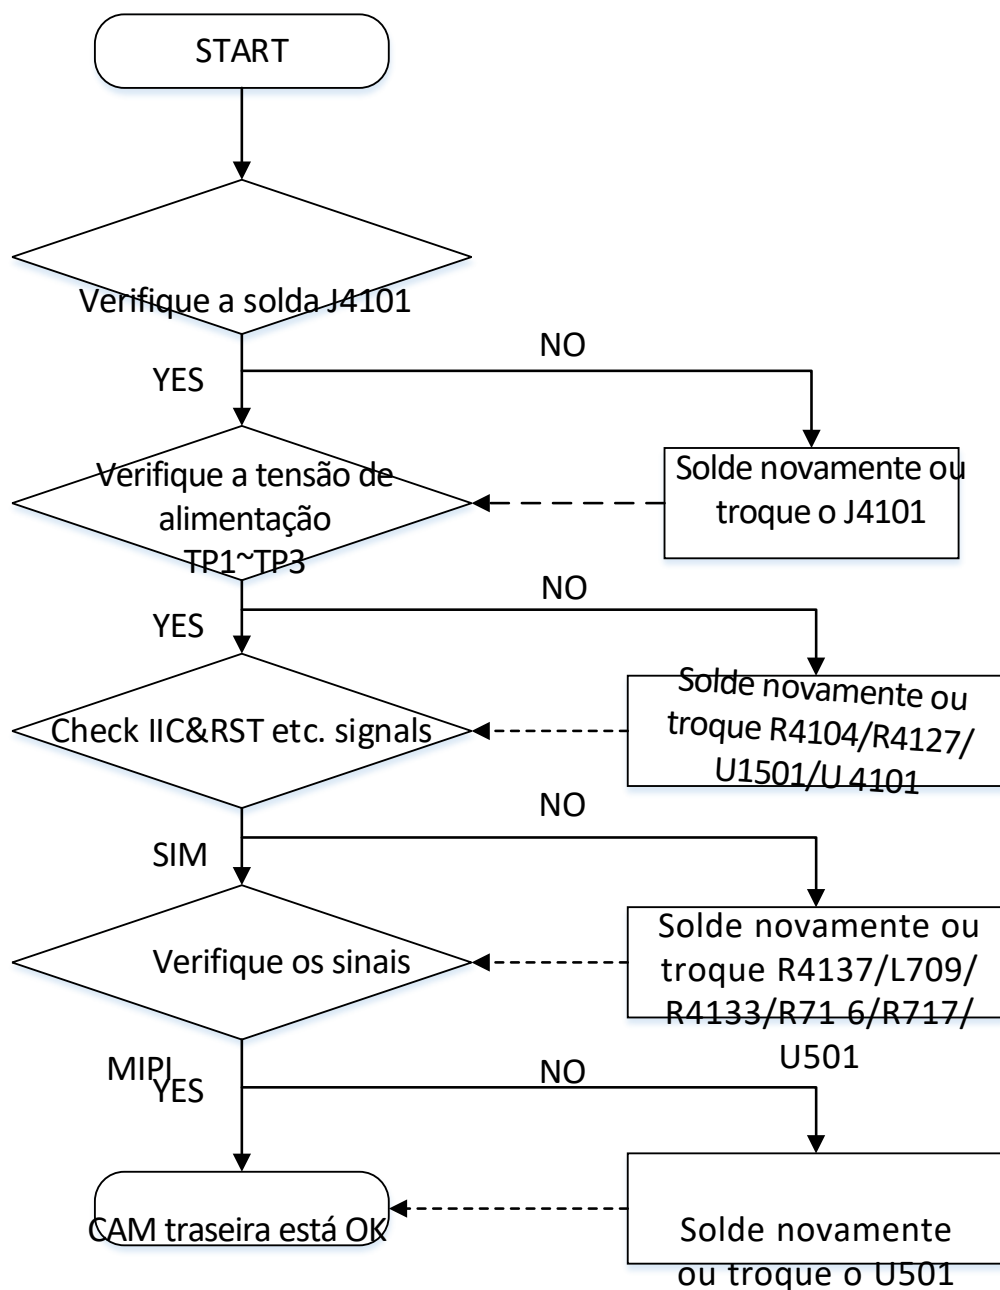 START
Verifique a solda J4101
NO
YES
Verifique a tensão de
alimentação
TP1~TP3
Solde novamente ou
troque o J4101
NO
YES
Check IIC&RST etc. signals
Solde novamente ou
troque R4104/R4127/
U1501/U 4101
NO
SIM
Verifique os sinais
MIPI
Solde novamente ou
troque R4137/L709/
R4133/R71 6/R717/
U501
NO
YES
CAM traseira está OK
Solde novamente
ou troque o U501